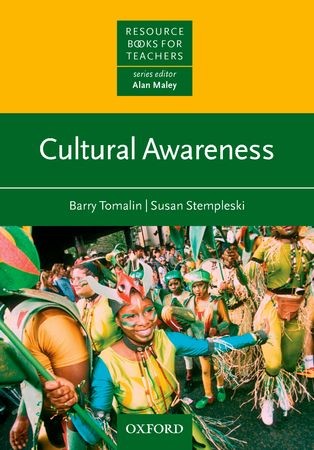 RESOURCE
BOOKS FOR
TEACHERS
series editor
Alan Maley
Cultural Awareness
Barry Tomalin | Susan Stempleski
OXFORD